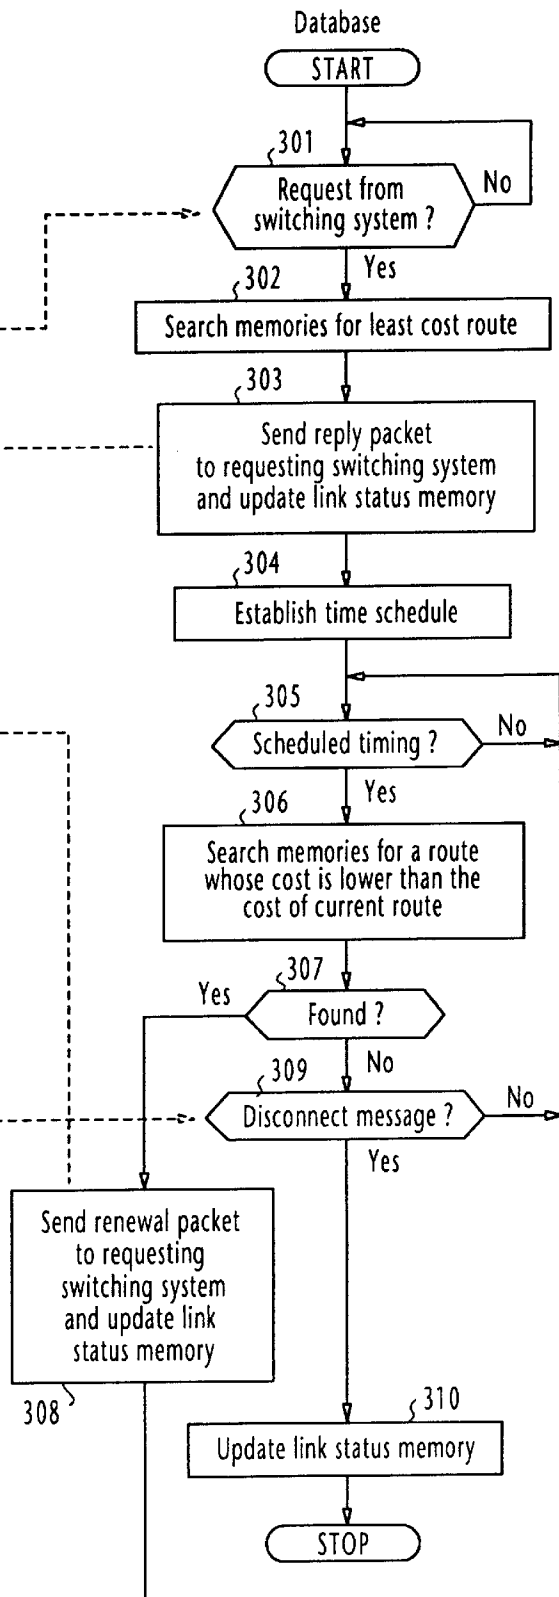 Database
START
301
Request from
switching system ?
No
Yes
302
Search memories for least cost route
303
Send reply packet
to requesting switching system
and update link status memory
304
Establish time schedule
305
Scheduled timing ?
No
Yes
306
Search memories for a route
whose cost is lower than the
cost of current route
307
Yes
Found ?
No
309
Disconnect message ?
No
Yes
Send renewal packet
to requesting
switching system
and update link
status memory
308
310
Update link status memory
STOP